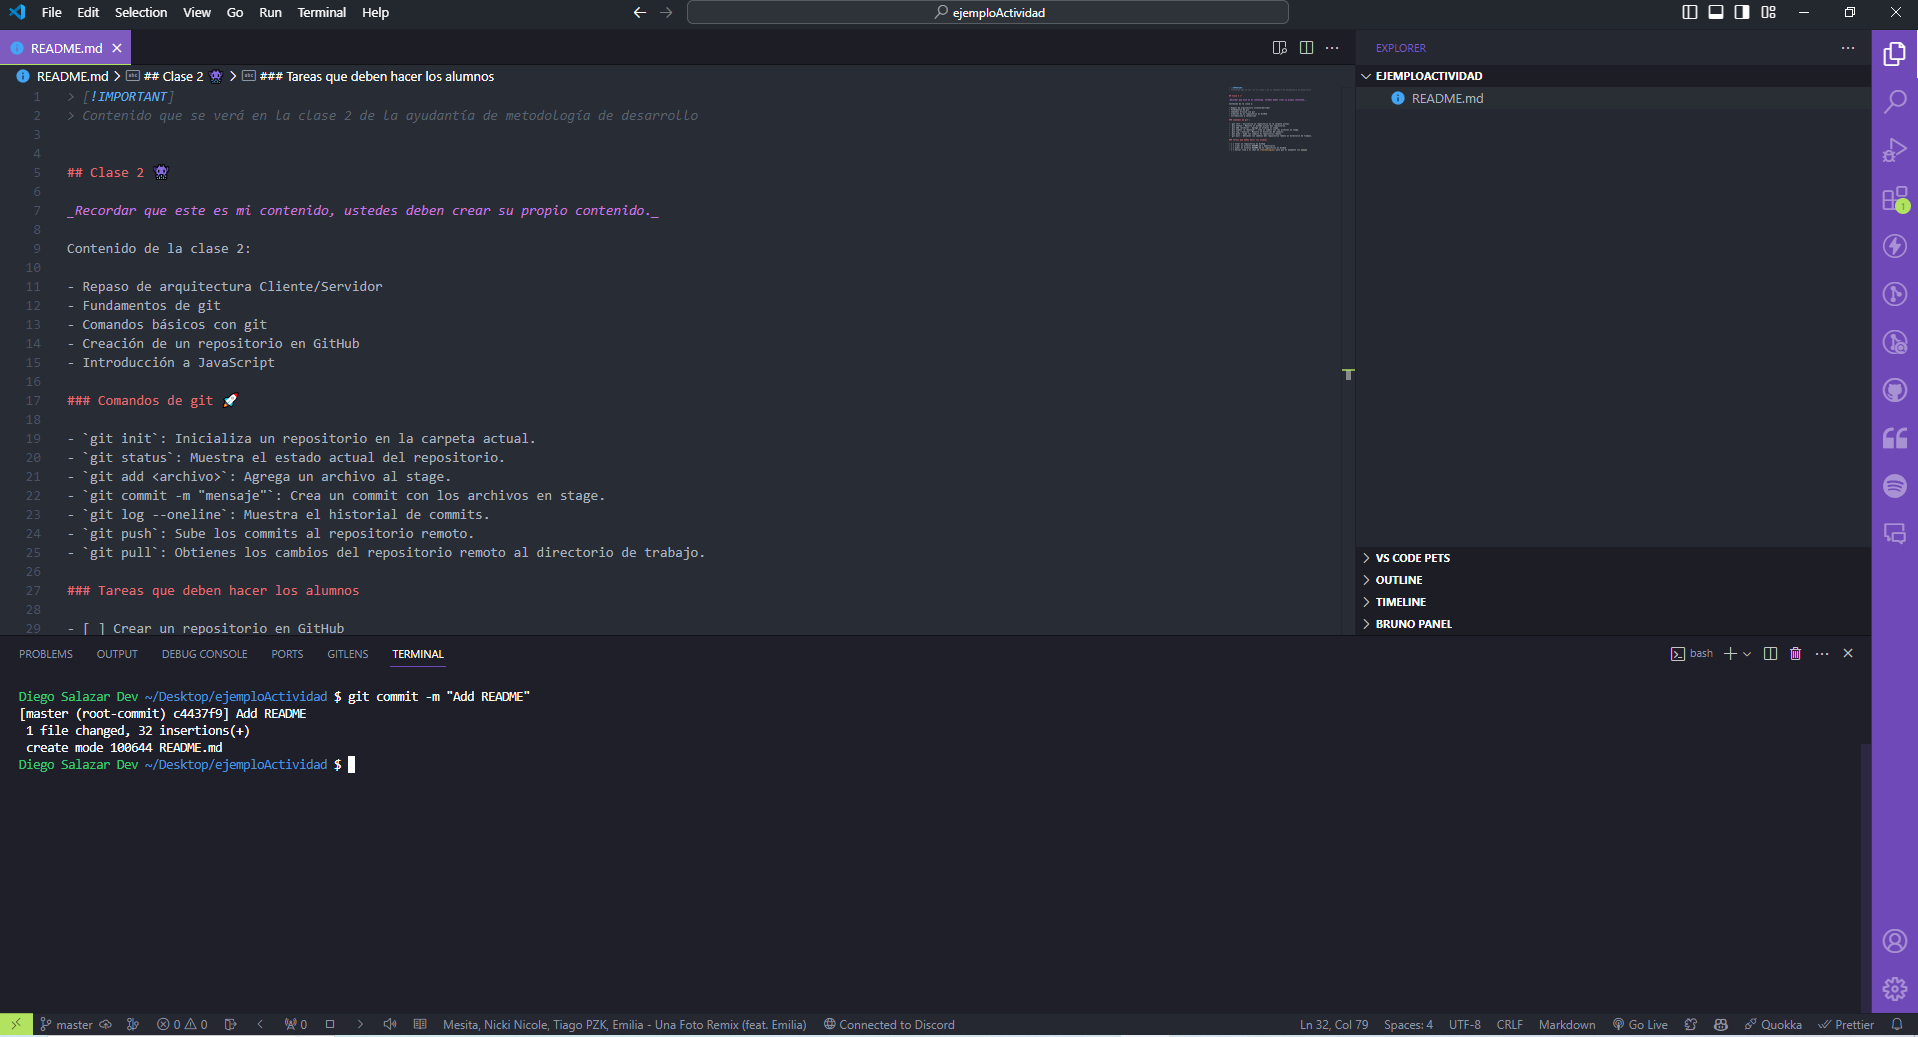 File Edit Selection View Go Run Terminal Help
ejemploActividad
README.md
README.md > ## Clase 2 👾 > ### Tareas que deben hacer los alumnos
1 > [!IMPORTANT]
2 > Contenido que se verá en la clase 2 de la ayudantía de metodología de desarrollo
3
4
5 ## Clase 2 👾
6
7 _Recordar que este es mi contenido, ustedes deben crear su propio contenido._
8
9 Contenido de la clase 2:
10
11 - Repaso de arquitectura Cliente/Servidor
12 - Fundamentos de git
13 - Comandos básicos con git
14 - Creación de un repositorio en GitHub
15 - Introducción a JavaScript
16
17 ### Comandos de git 🚀
18
19 - `git init`: Inicializa un repositorio en la carpeta actual.
20 - `git status`: Muestra el estado actual del repositorio.
21 - `git add <archivo>`: Agrega un archivo al stage.
22 - `git commit -m "mensaje"`: Crea un commit con los archivos en stage.
23 - `git log --oneline`: Muestra el historial de commits.
24 - `git push`: Sube los commits al repositorio remoto.
25 - `git pull`: Obtienes los cambios del repositorio remoto al directorio de trabajo.
26
27 ### Tareas que deben hacer los alumnos
28
29 - [ ] Crear un repositorio en GitHub
EXPLORER
EJEMPLOACTIVIDAD
README.md
VS CODE PETS
OUTLINE
TIMELINE
BRUNO PANEL
1
PROBLEMS OUTPUT DEBUG CONSOLE PORTS GITLENS TERMINAL
bash
Diego Salazar Dev ~/Desktop/ejemploActividad $ git commit -m "Add README"
[master (root-commit) c4437f9] Add README
1 file changed, 32 insertions(+)
create mode 100644 README.md
Diego Salazar Dev ~/Desktop/ejemploActividad $
master 0 0 0 Mesita, Nicki Nicole, Tiago PZK, Emilia - Una Foto Remix (feat. Emilia) Connected to Discord Ln 32, Col 79 Spaces: 4 UTF-8 CRLF Markdown Go Live Quokka Prettier